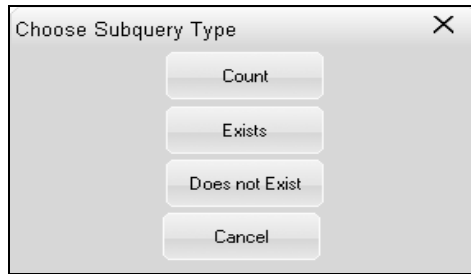 Choose Subquery Type
Count
Exists
Does not Exist
Cancel